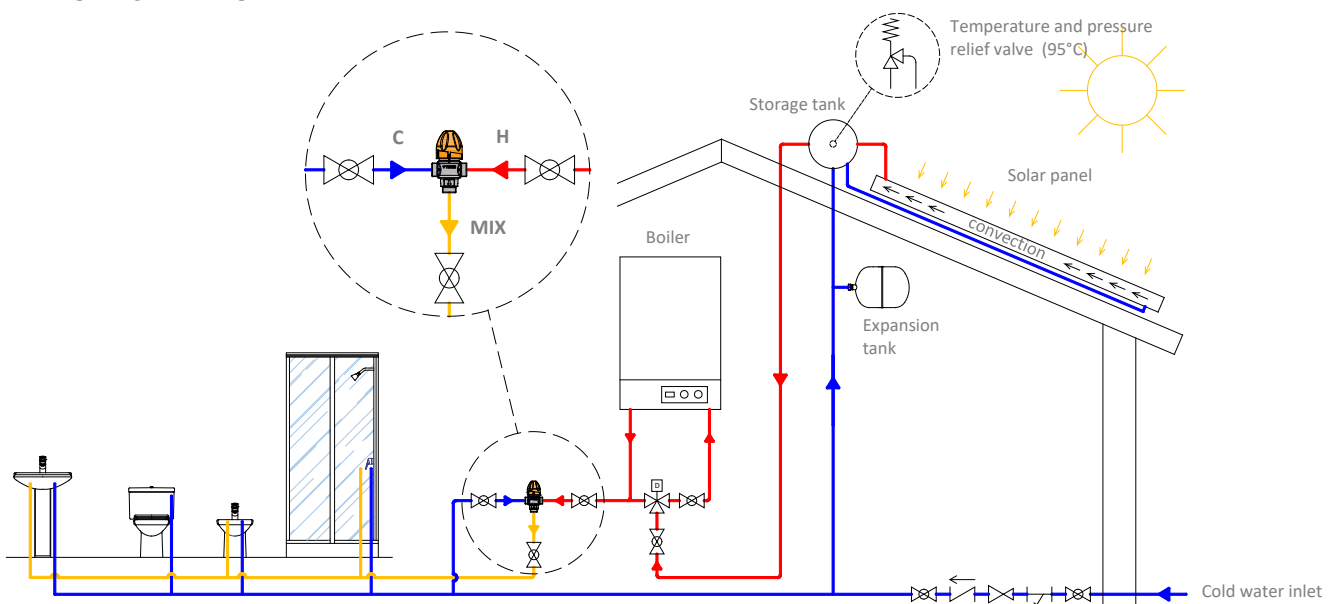 Temperature and pressure
relief valve  (95°C)
Storage tank
C
H
Solar panel
MIX
convection
Boiler
Expansion
tank
D
Cold water inlet